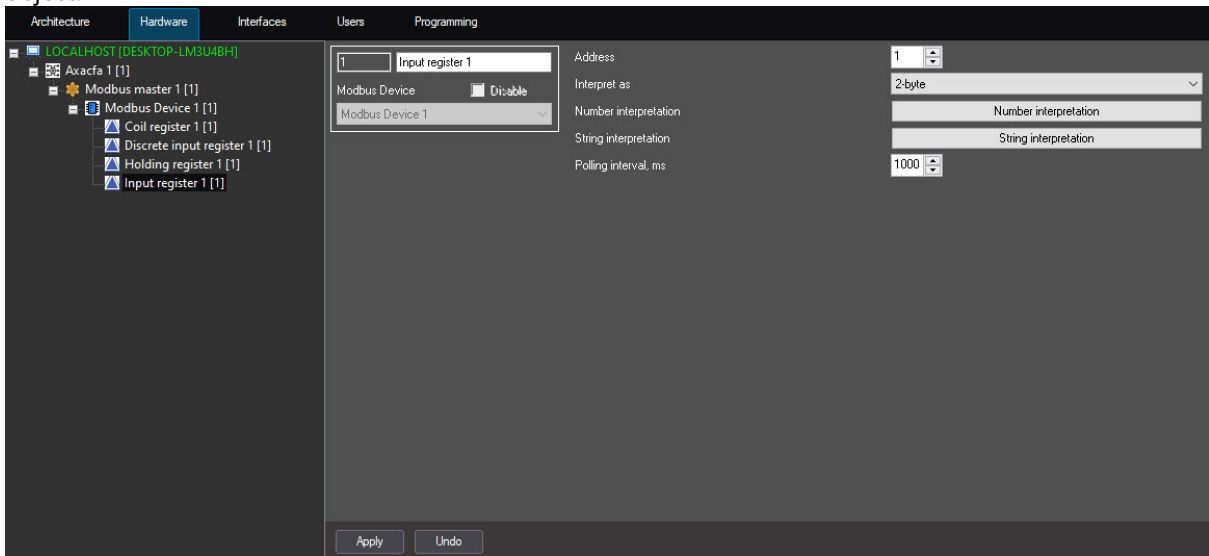 Architecture Hardware Interfaces Users Programming
LOCALHOST [DESKTOP-LM3U4BH]
Axacfa 1 [1]
Modbus master 1 [1]
Modbus Device 1 [1]
Coil register 1 [1]
Discrete input register 1 [1]
Holding register 1 [1]
Input register 1 [1]
1 Input register 1
Modbus Device Disable
Modbus Device 1
Address 1
Interpret as 2-byte
Number interpretation Number interpretation
String interpretation String interpretation
Polling interval, ms 1000
Apply Undo